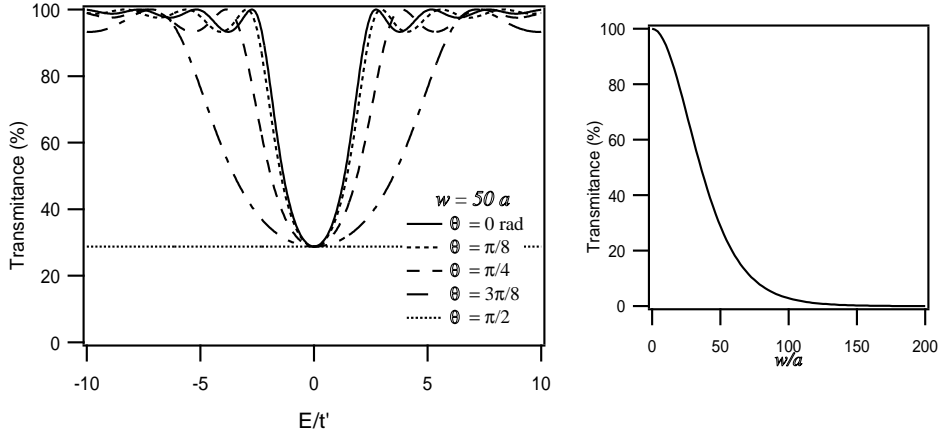 Transmitance (%)
100
80
60
40
20
0
-10
-5
0
5
10
E/t'
w = 50 a
Θ = 0 rad
Θ = π/8
Θ = π/4
Θ = 3π/8
Θ = π/2
Transmitance (%)
100
80
60
40
20
0
0
50
100
150
200
w/a